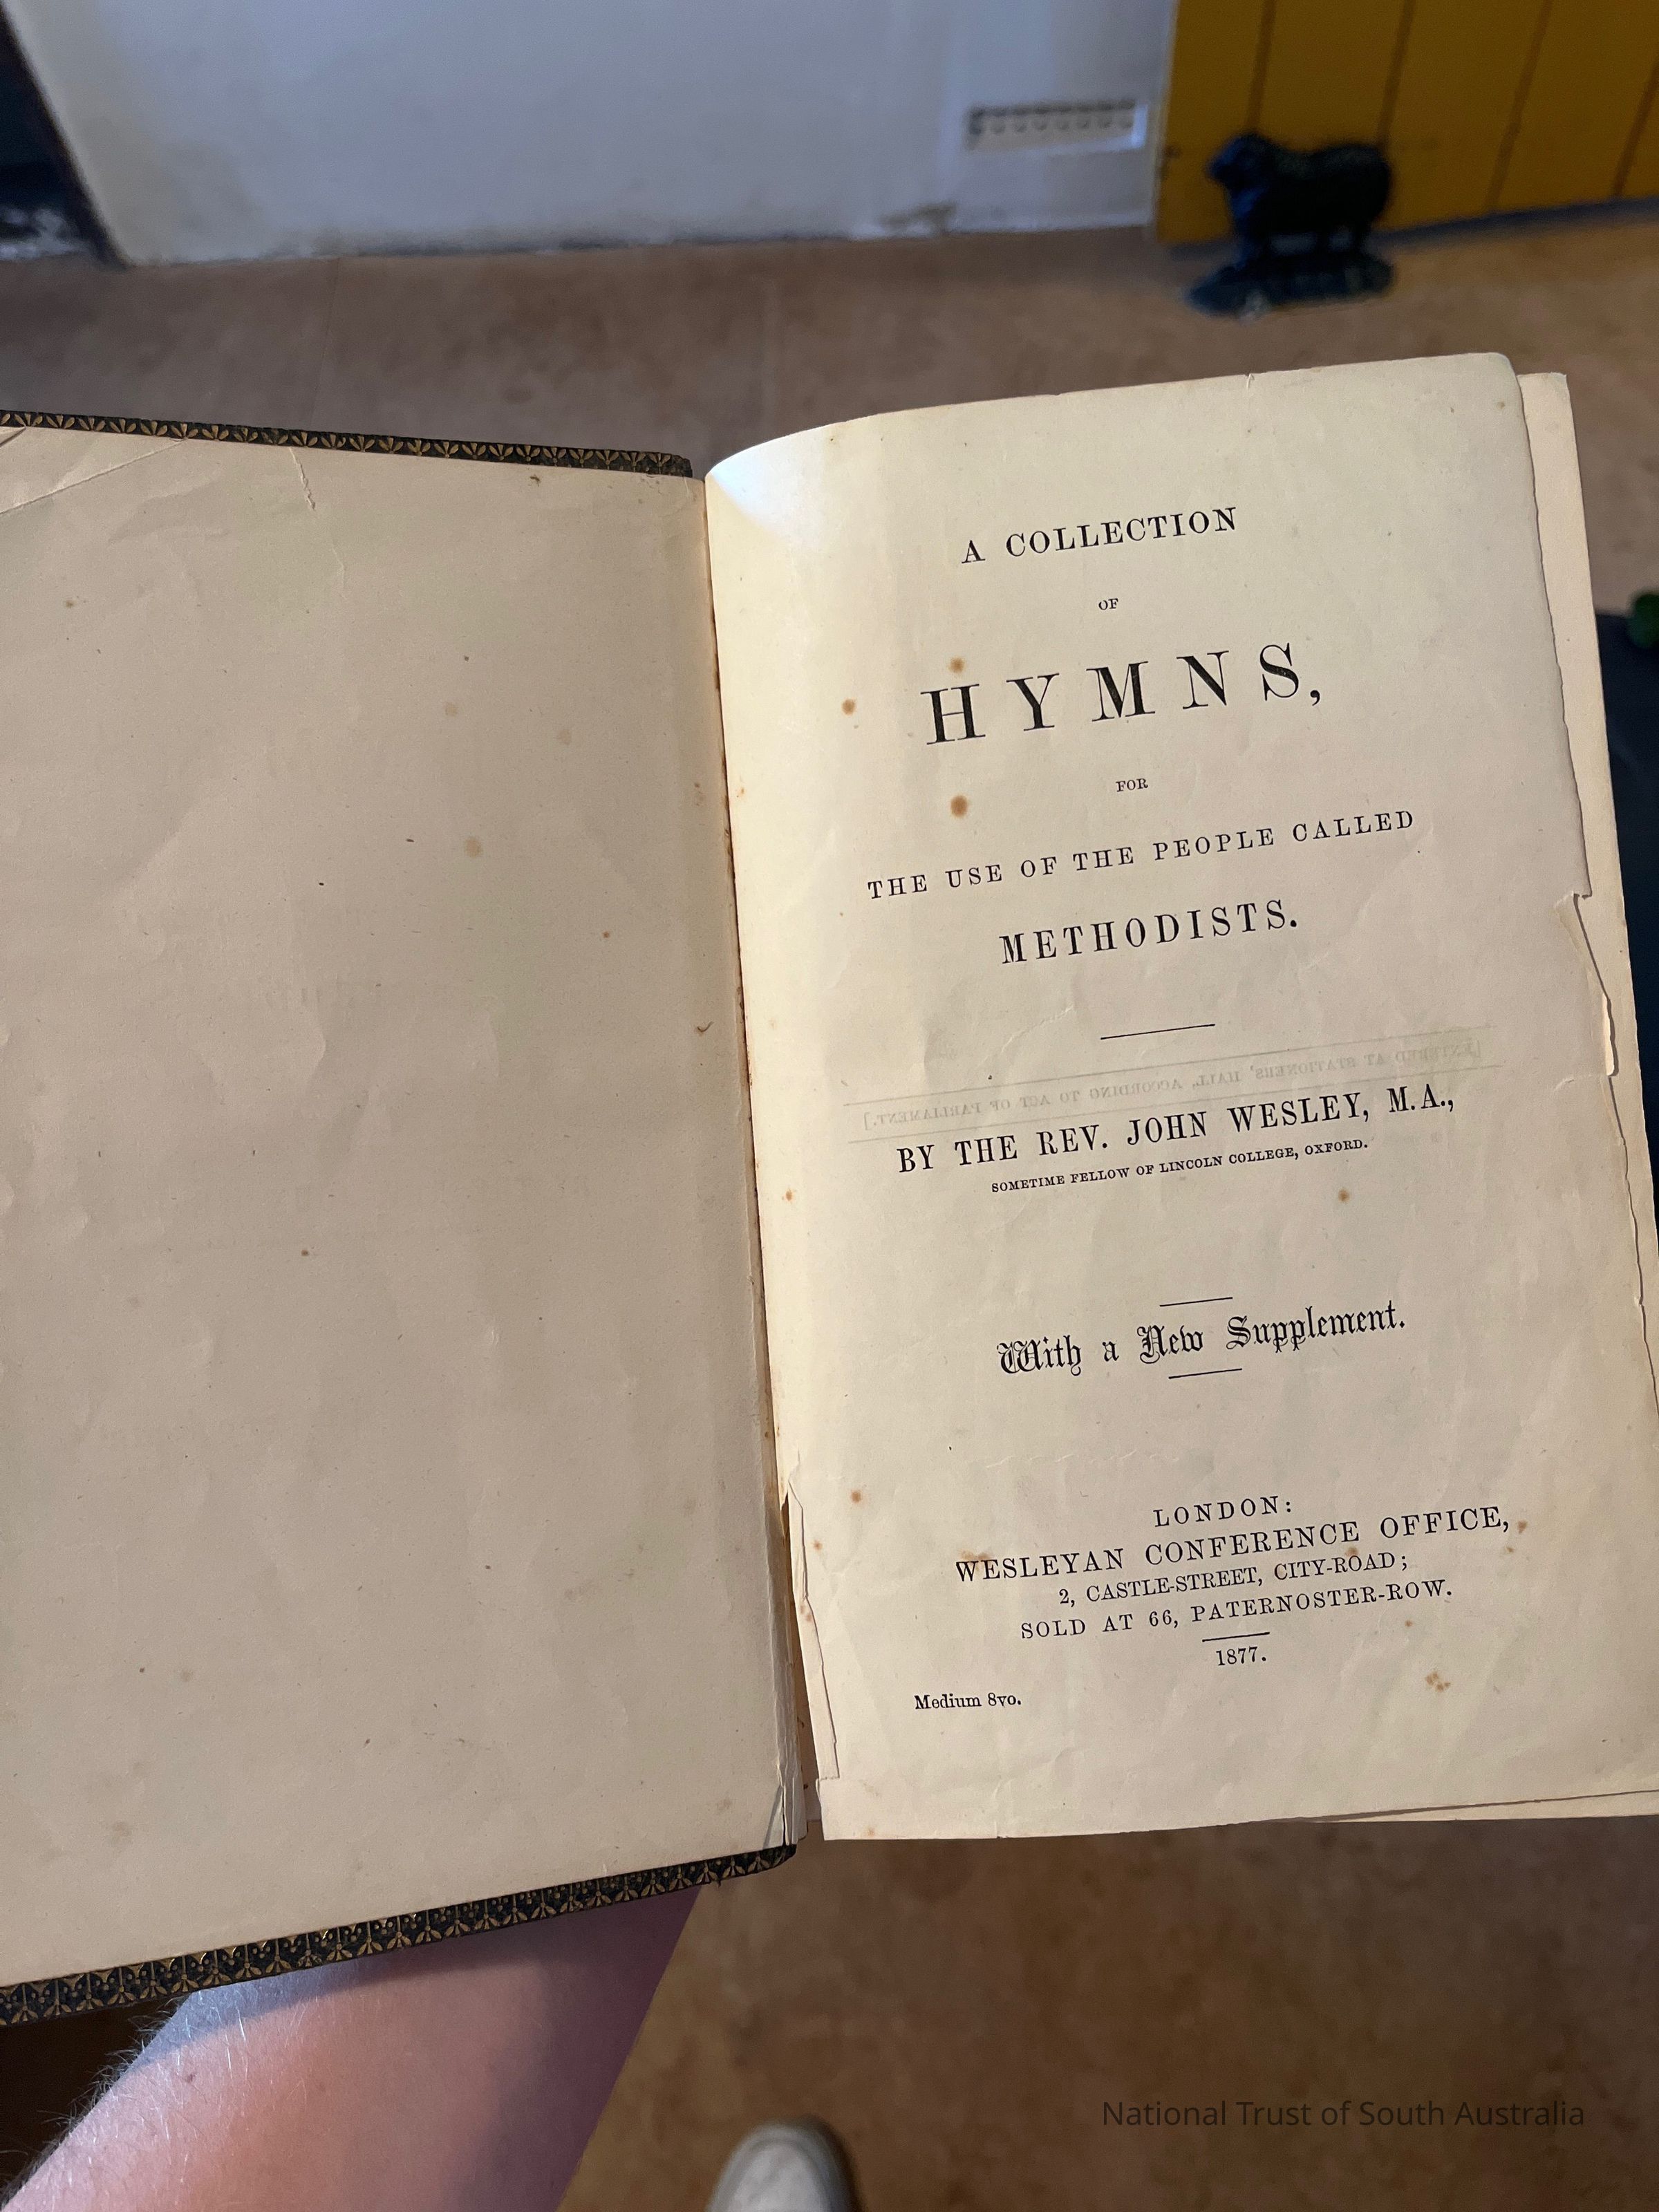 A COLLECTION
OF
HYMNS,
FOR
THE USE OF THE PEOPLE CALLED
METHODISTS.
[ENTERED AT STATIONERS' HALL, ACCORDING TO ACT OF PARLIAMENT.]
BY THE REV. JOHN WESLEY, M.A.,
SOMETIME FELLOW OF LINCOLN COLLEGE, OXFORD.
With a New Supplement.
LONDON:
WESLEYAN CONFERENCE OFFICE,
2, CASTLE-STREET, CITY-ROAD;
SOLD AT 66, PATERNOSTER-ROW.
1877.
Medium 8vo.
National Trust of South Australia